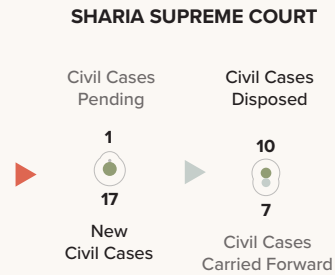 SHARIA SUPREME COURT
Civil Cases
Pending
1
17
New
Civil Cases
Civil Cases
Disposed
10
7
Civil Cases
Carried Forward